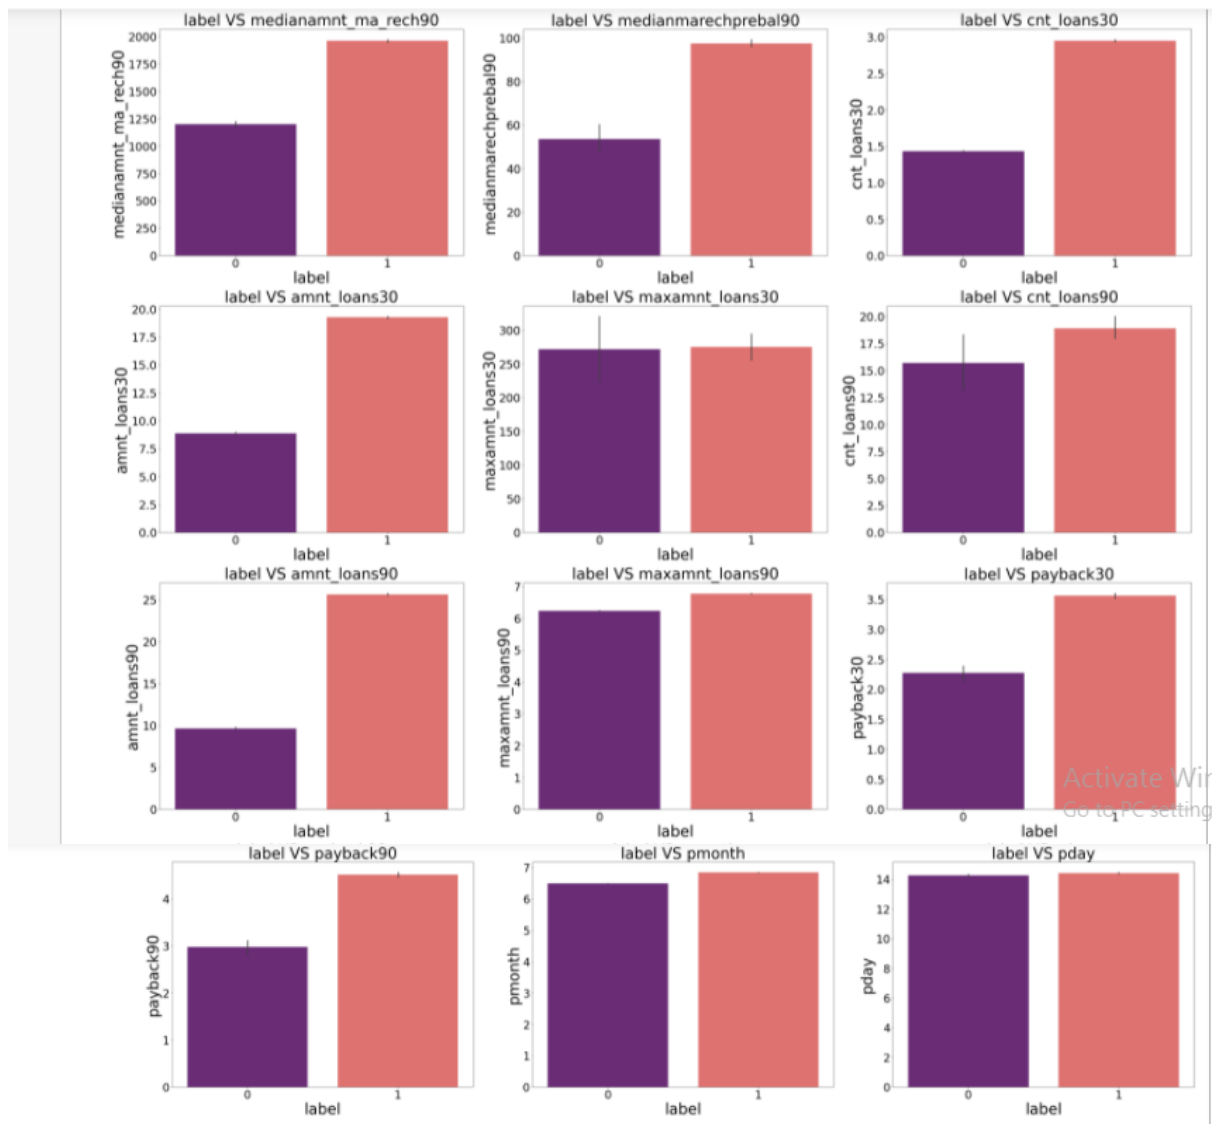 label VS medianamnt_ma_rech90
medianamnt_ma_rech90
2000
1750
1500
1250
1000
750
500
250
0
0 1
label
label VS medianmarechprebal90
medianmarechprebal90
100
80
60
40
20
0
0 1
label
label VS cnt_loans30
cnt_loans30
3.0
2.5
2.0
1.5
1.0
0.5
0.0
0 1
label
label VS amnt_loans30
amnt_loans30
20.0
17.5
15.0
12.5
10.0
7.5
5.0
2.5
0.0
0 1
label
label VS maxamnt_loans30
maxamnt_loans30
300
250
200
150
100
50
0
0 1
label
label VS cnt_loans90
cnt_loans90
20.0
17.5
15.0
12.5
10.0
7.5
5.0
2.5
0.0
0 1
label
label VS amnt_loans90
amnt_loans90
25
20
15
10
5
0
0 1
label
label VS maxamnt_loans90
maxamnt_loans90
7
6
5
4
3
2
1
0
0 1
label
label VS payback30
payback30
3.5
3.0
2.5
2.0
1.5
1.0
0.5
0.0
0 1
label
Activate Win
Go to PC setting
label VS payback90
payback90
4
3
2
1
0
0 1
label
label VS pmonth
pmonth
7
6
5
4
3
2
1
0
0 1
label
label VS pday
pday
14
12
10
8
6
4
2
0
0 1
label